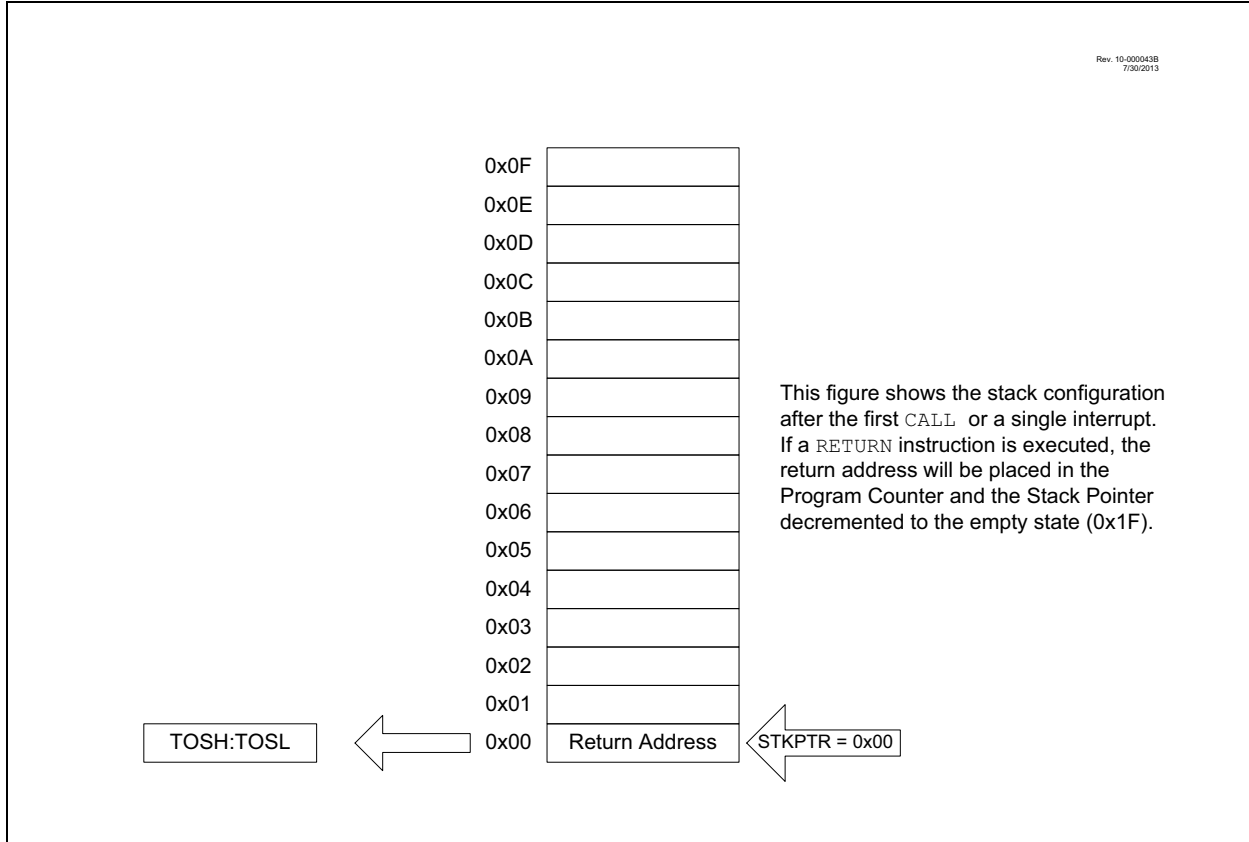 Rev. 10-000043B
7/30/2013
0x0F
0x0E
0x0D
0x0C
0x0B
0x0A
0x09
0x08
0x07
0x06
0x05
0x04
0x03
0x02
0x01
This figure shows the stack configuration
after the first CALL or a single interrupt.
If a RETURN instruction is executed, the
return address will be placed in the
Program Counter and the Stack Pointer
decremented to the empty state (0x1F).
TOSH:TOSL
0x00
Return Address
STKPTR = 0x00